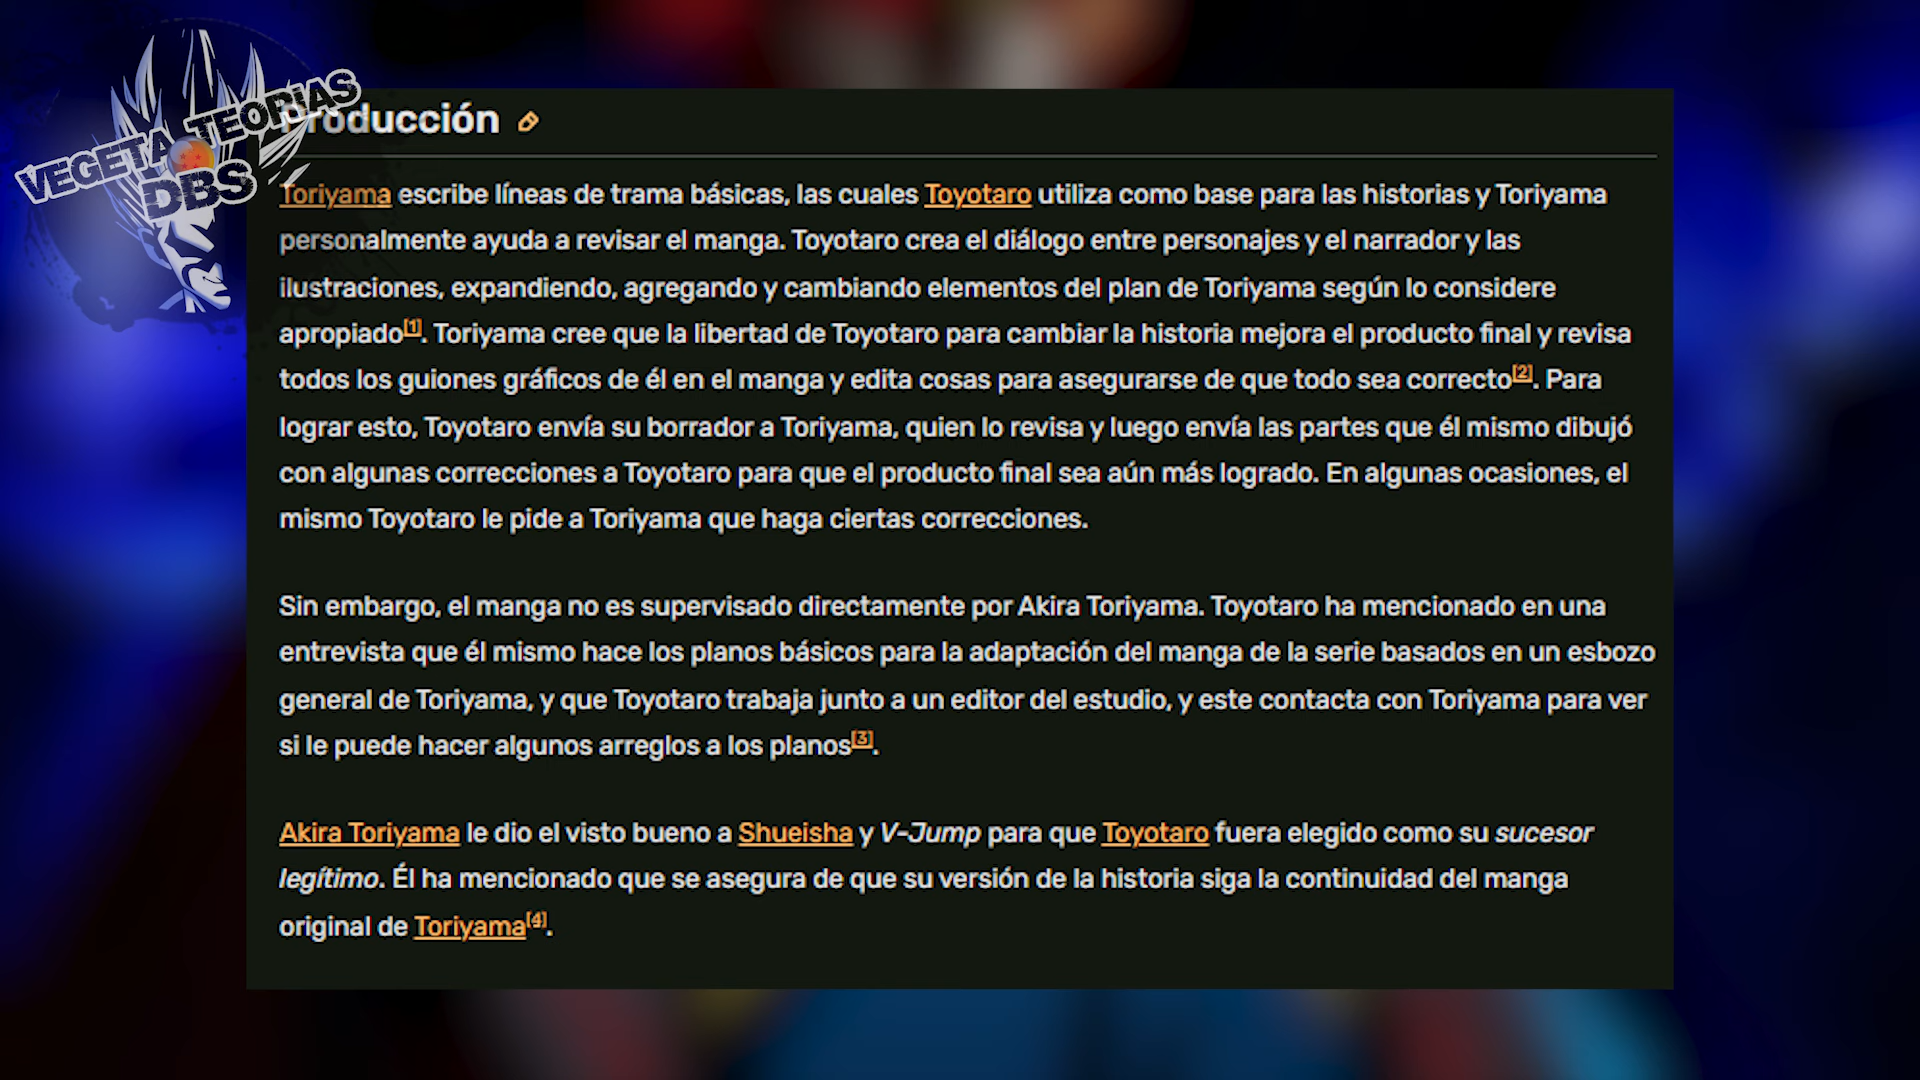 VEGETA TEORIAS
DBS
Producción
Toriyama escribe líneas de trama básicas, las cuales Toyotaro utiliza como base para las historias y Toriyama
personalmente ayuda a revisar el manga. Toyotaro crea el diálogo entre personajes y el narrador y las
ilustraciones, expandiendo, agregando y cambiando elementos del plan de Toriyama según lo considere
apropiado[1]. Toriyama cree que la libertad de Toyotaro para cambiar la historia mejora el producto final y revisa
todos los guiones gráficos de él en el manga y edita cosas para asegurarse de que todo sea correcto[2]. Para
lograr esto, Toyotaro envía su borrador a Toriyama, quien lo revisa y luego envía las partes que él mismo dibujó
con algunas correcciones a Toyotaro para que el producto final sea aún más logrado. En algunas ocasiones, el
mismo Toyotaro le pide a Toriyama que haga ciertas correcciones.
Sin embargo, el manga no es supervisado directamente por Akira Toriyama. Toyotaro ha mencionado en una
entrevista que él mismo hace los planos básicos para la adaptación del manga de la serie basados en un esbozo
general de Toriyama, y que Toyotaro trabaja junto a un editor del estudio, y este contacta con Toriyama para ver
si le puede hacer algunos arreglos a los planos[3].
Akira Toriyama le dio el visto bueno a Shueisha y V-Jump para que Toyotaro fuera elegido como su sucesor
legítimo. Él ha mencionado que se asegura de que su versión de la historia siga la continuidad del manga
original de Toriyama[4].